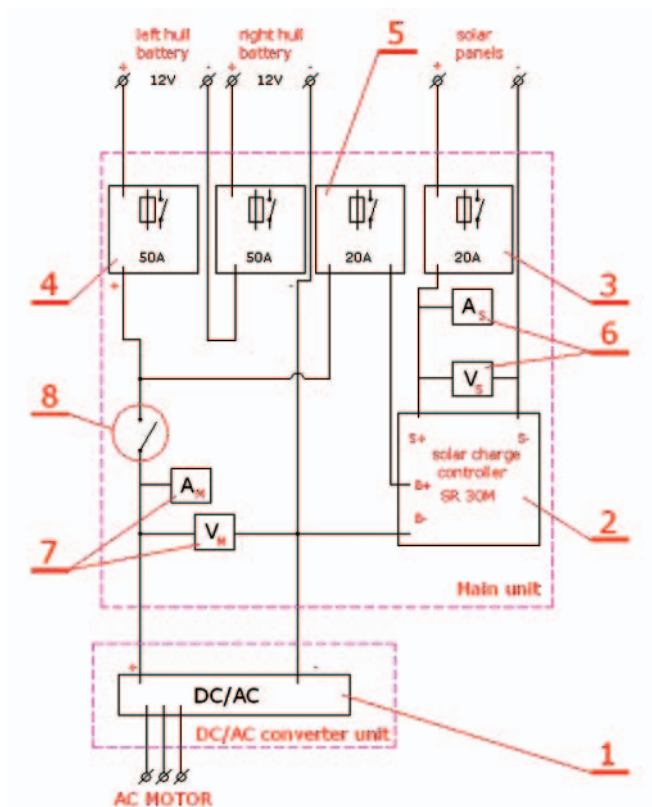 left hull
battery
right hull
battery
5
solar
panels
+ 12V -
+ 12V -
+ -
50A
50A
20A
20A
4
+
-
3
A S
6
V S
8
S+ S-
solar charge
controller
SR 30M
B+
B-
A M
V M
7
2
Main unit
+ -
DC/AC
DC/AC converter unit
1
AC MOTOR